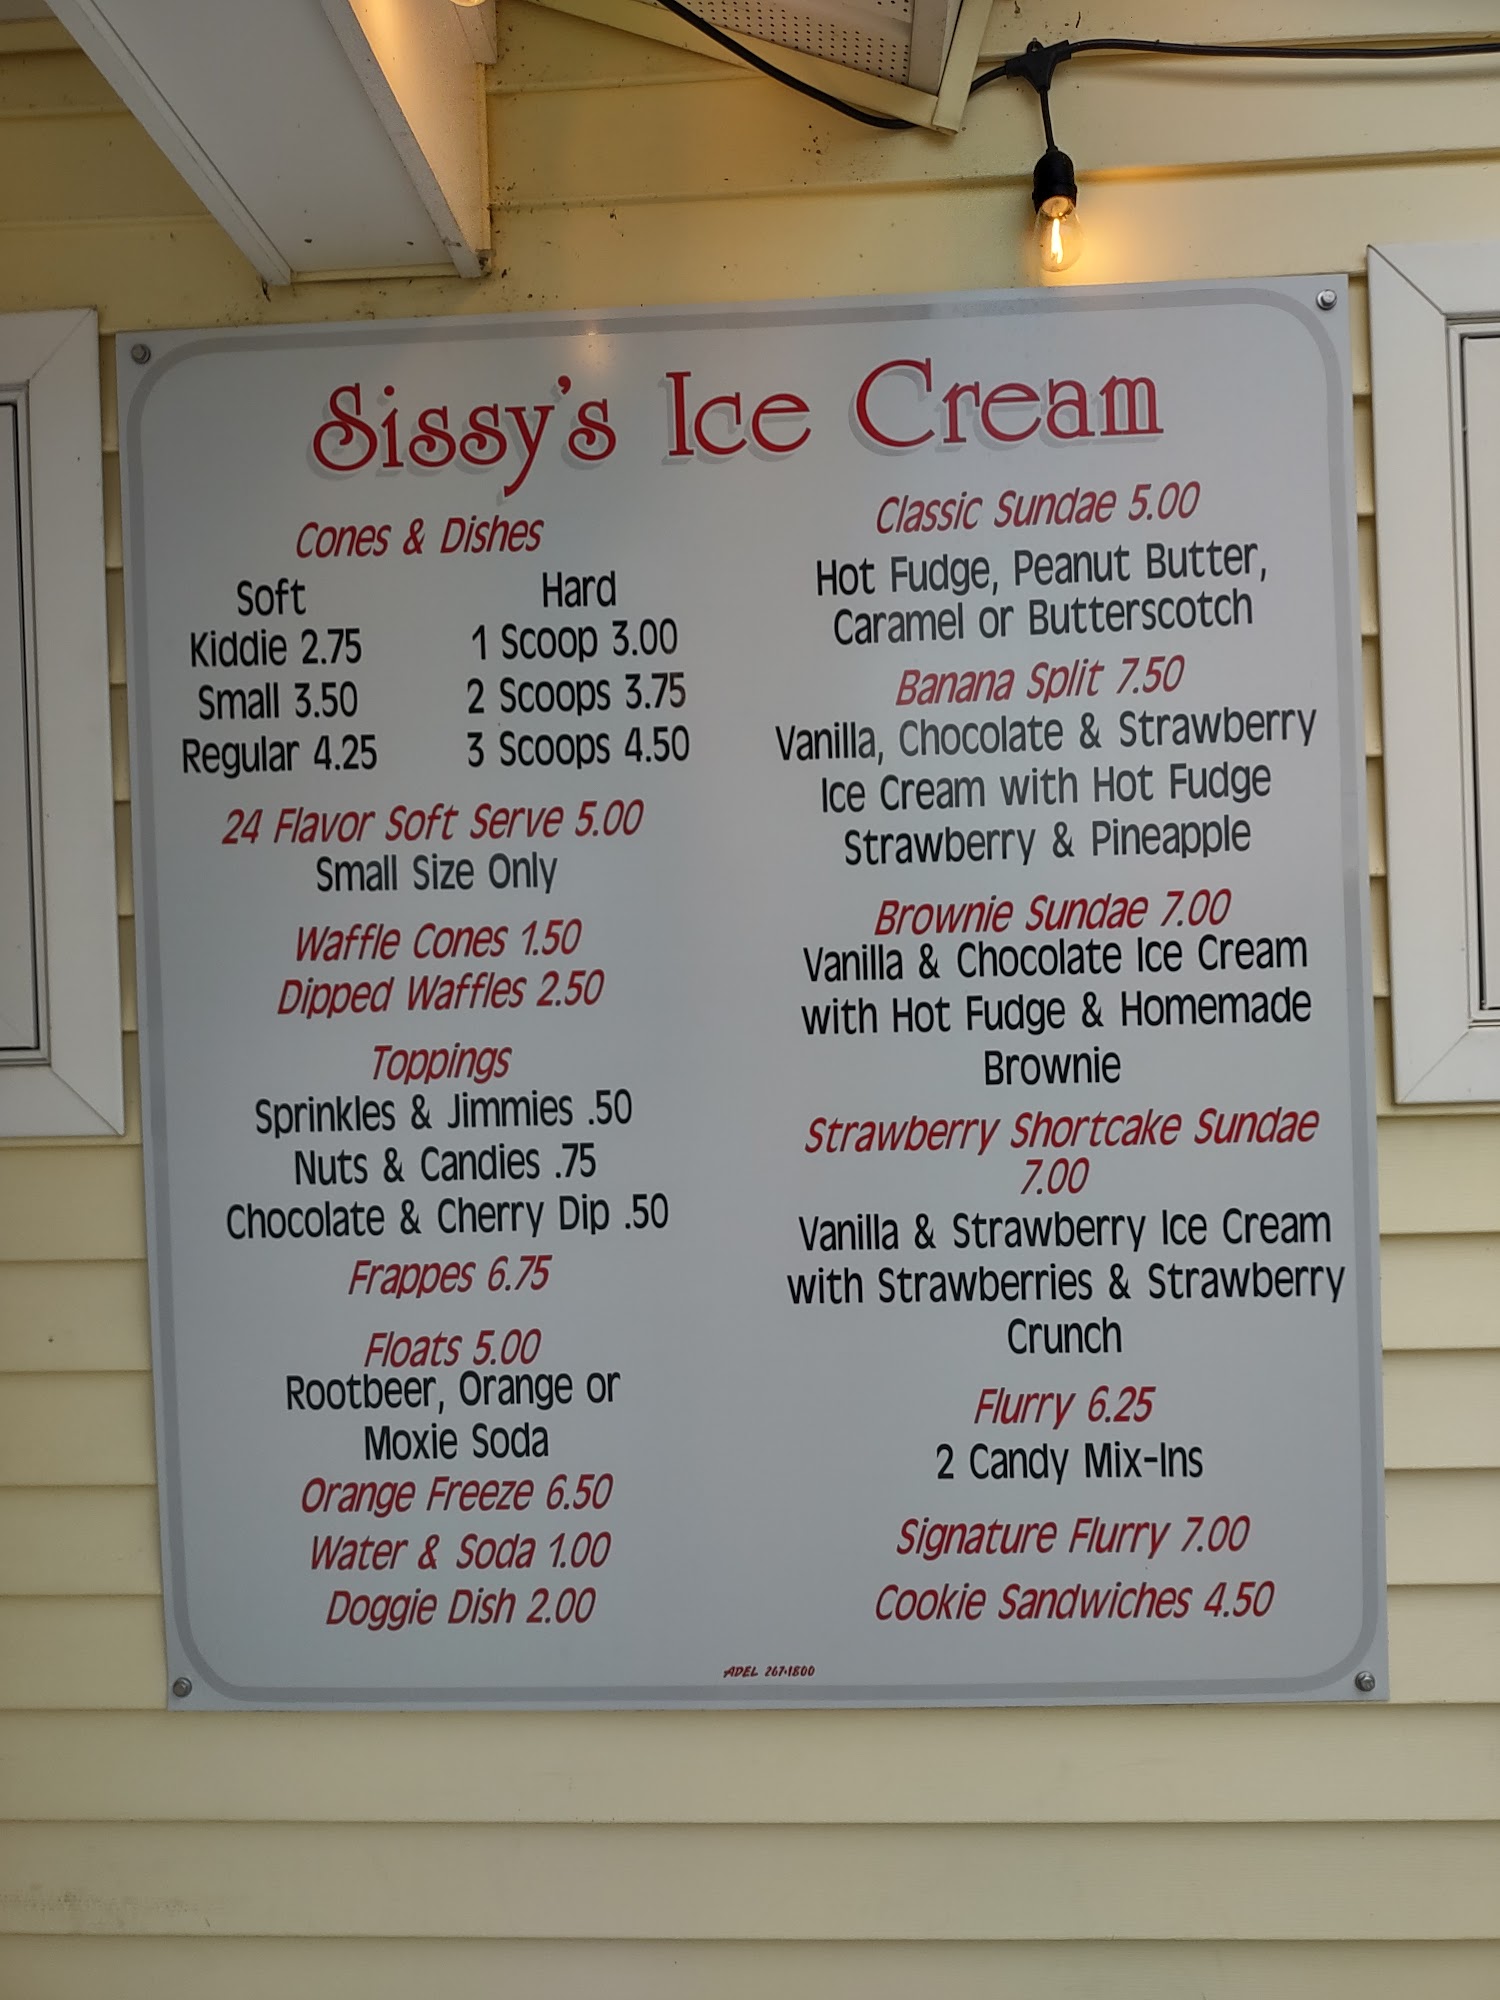 Sissy's Ice Cream
Cones & Dishes
Soft
Kiddie 2.75
Small 3.50
Regular 4.25
Hard
1 Scoop 3.00
2 Scoops 3.75
3 Scoops 4.50
24 Flavor Soft Serve 5.00
Small Size Only
Waffle Cones 1.50
Dipped Waffles 2.50
Toppings
Sprinkles & Jimmies .50
Nuts & Candies .75
Chocolate & Cherry Dip .50
Frappes 6.75
Floats 5.00
Rootbeer, Orange or
Moxie Soda
Orange Freeze 6.50
Water & Soda 1.00
Doggie Dish 2.00
Classic Sundae 5.00
Hot Fudge, Peanut Butter,
Caramel or Butterscotch
Banana Split 7.50
Vanilla, Chocolate & Strawberry
Ice Cream with Hot Fudge
Strawberry & Pineapple
Brownie Sundae 7.00
Vanilla & Chocolate Ice Cream
with Hot Fudge & Homemade
Brownie
Strawberry Shortcake Sundae
7.00
Vanilla & Strawberry Ice Cream
with Strawberries & Strawberry
Crunch
Flurry 6.25
2 Candy Mix-Ins
Signature Flurry 7.00
Cookie Sandwiches 4.50
ADEL 267-1800